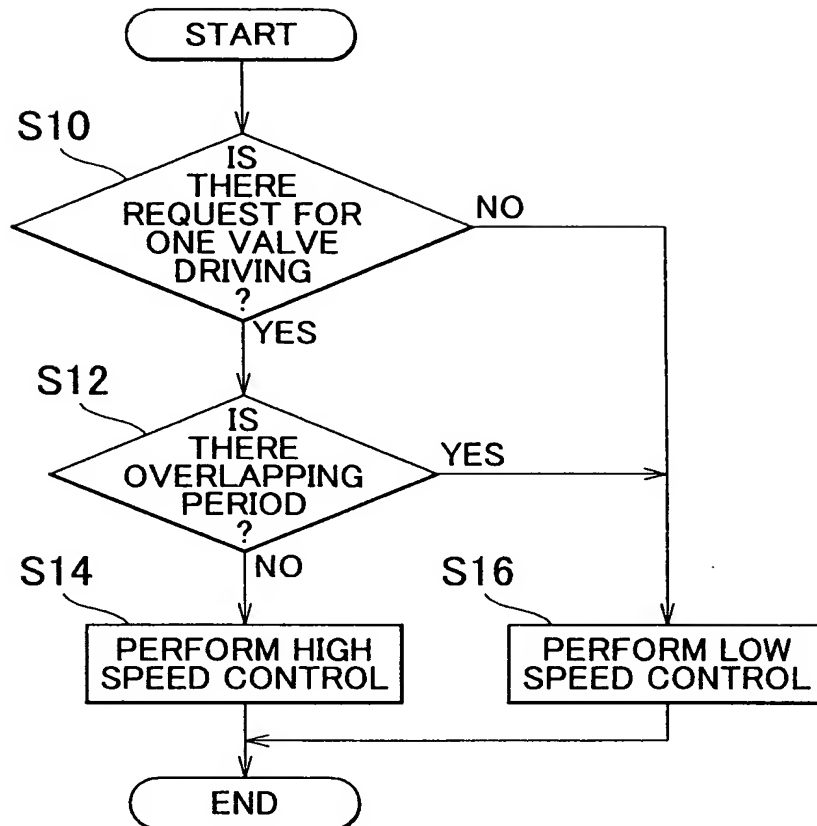 START
S10
IS
THERE
REQUEST FOR
ONE VALVE
DRIVING
?
NO
YES
S12
IS
THERE
OVERLAPPING
PERIOD
?
YES
NO
S14
PERFORM HIGH
SPEED CONTROL
S16
PERFORM LOW
SPEED CONTROL
END